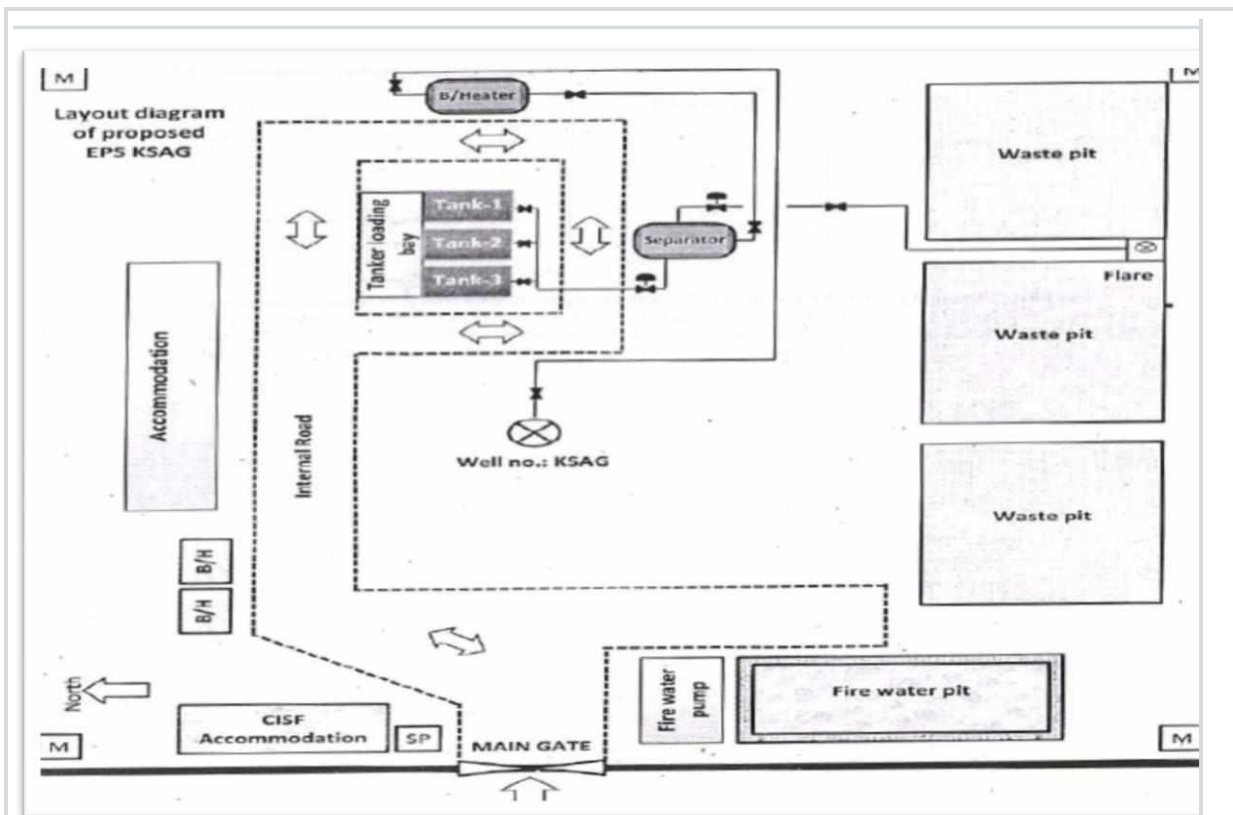 M
M
Layout diagram
of proposed
EPS KSAG
B/Heater
Waste pit
Tanker loading
bay
Tank-1
Tank-2
Tank-3
Separator
Flare
Waste pit
Accommodation
Internal Road
Well no.: KSAG
Waste pit
B/H
B/H
North
Fire water
pump
Fire water pit
CISF
Accommodation
SP
MAIN GATE
M
M